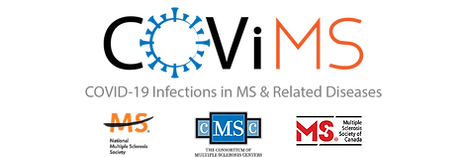 COViMS
COVID-19 Infections in MS & Related Diseases
MS
National
Multiple Sclerosis
Society
CMSC
THE CONSORTIUM OF
MULTIPLE SCLEROSIS CENTERS
MS
Multiple
Sclerosis
Society
of Canada